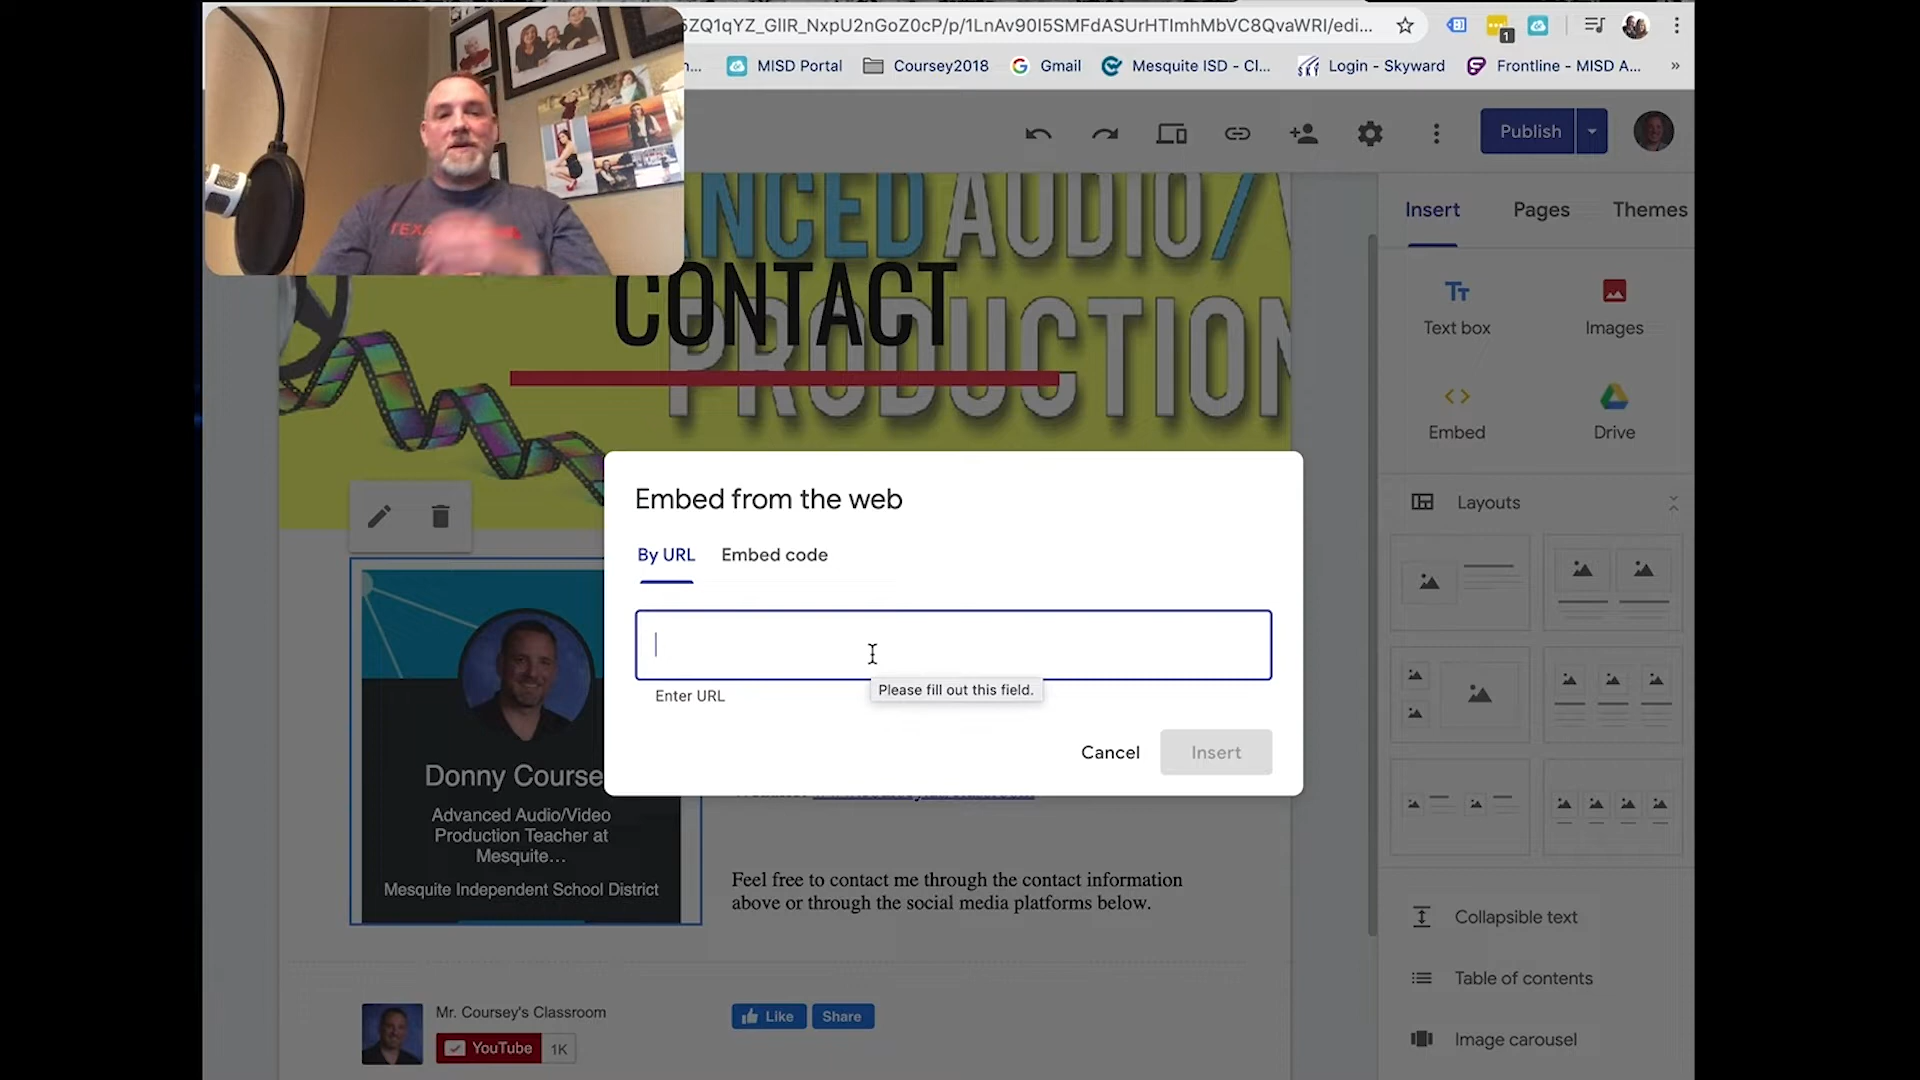 5ZQ1qYZ_GIIR_NxpU2nGoZ0cP/p/1LnAv90I5SMFdASUrHTImhMbVC8QvaWRI/edi...
1
n...
MISD Portal
Coursey2018
Gmail
Mesquite ISD - Cl...
Login - Skyward
Frontline - MISD A...
»
Publish
NCED AUDIO/
CONTACT
PRODUCTION
Insert
Pages
Themes
Text box
Images
Embed
Drive
Layouts
Embed from the web
By URL
Embed code
Enter URL
Please fill out this field.
Cancel
Insert
Donny Course
Advanced Audio/Video
Production Teacher at
Mesquite...
Mesquite Independent School District
Feel free to contact me through the contact information
above or through the social media platforms below.
Collapsible text
Table of contents
Image carousel
Mr. Coursey's Classroom
YouTube
1K
Like
Share